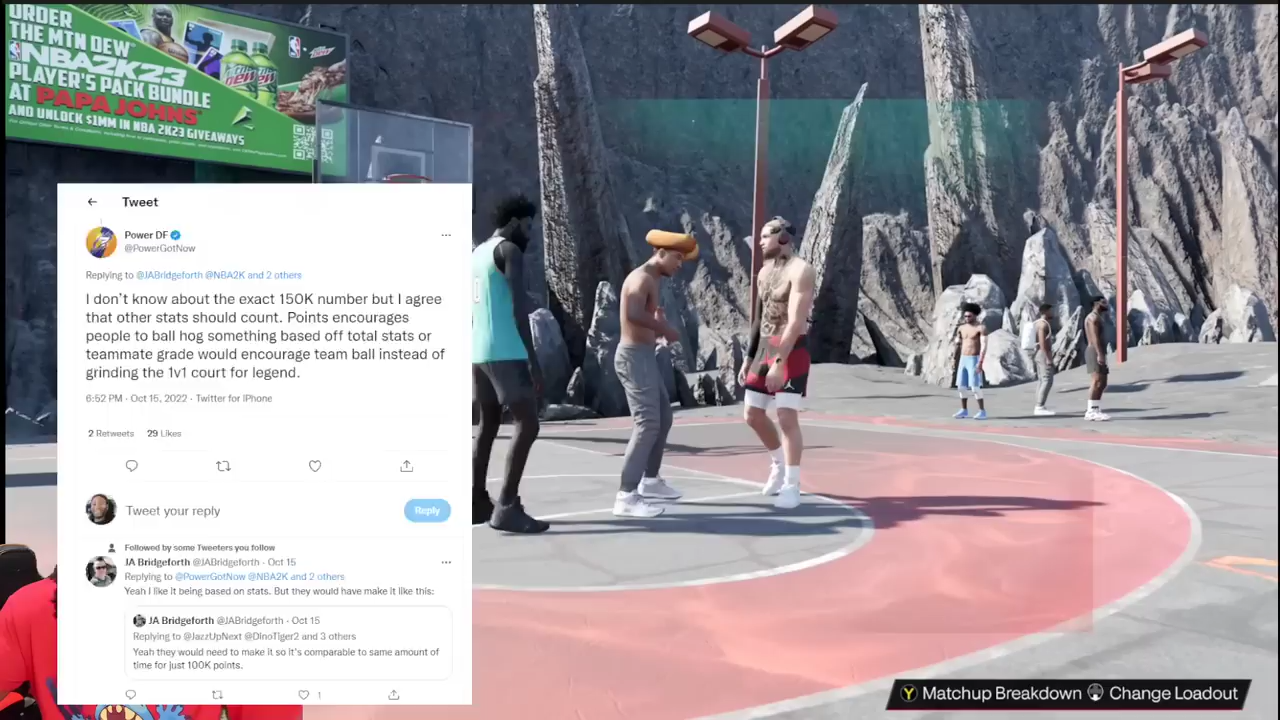 ORDER
THE MTN DEW
NBA2K23
PLAYER'S PACK BUNDLE
AT PAPA JOHNS
AND UNLOCK $1MM IN NBA 2K23 GIVEAWAYS
Tweet
Power DF
@PowerGotNow
Replying to @JABridgeforth @NBA2K and 2 others
I don't know about the exact 150K number but I agree
that other stats should count. Points encourages
people to ball hog something based off total stats or
teammate grade would encourage team ball instead of
grinding the 1v1 court for legend.
6:52 PM · Oct 15, 2022 · Twitter for iPhone
2 Retweets 29 Likes
Tweet your reply
Reply
Followed by some Tweeters you follow
JA Bridgeforth @JABridgeforth · Oct 15
Replying to @PowerGotNow @NBA2K and 2 others
Yeah I like it being based on stats. But they would have make it like this:
JA Bridgeforth @JABridgeforth · Oct 15
Replying to @JazzUpNext @DinoTiger2 and 3 others
Yeah they would need to make it so it's comparable to same amount of
time for just 100K points.
1
Y Matchup Breakdown Change Loadout